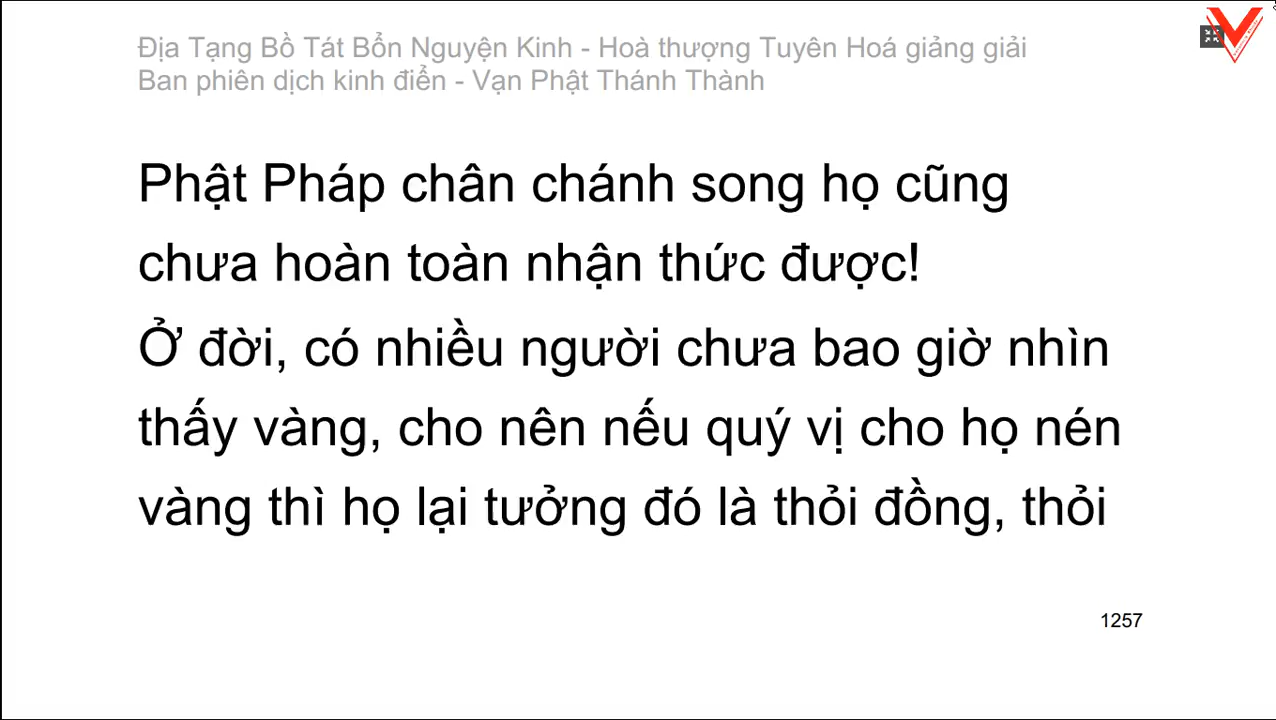 Địa Tạng Bồ Tát Bổn Nguyện Kinh - Hoà thượng Tuyên Hoá giảng giải
Ban phiên dịch kinh điển - Vạn Phật Thánh Thành
Phật Pháp chân chánh song họ cũng
chưa hoàn toàn nhận thức được!
Ở đời, có nhiều người chưa bao giờ nhìn
thấy vàng, cho nên nếu quý vị cho họ nén
vàng thì họ lại tưởng đó là thỏi đồng, thỏi
1257